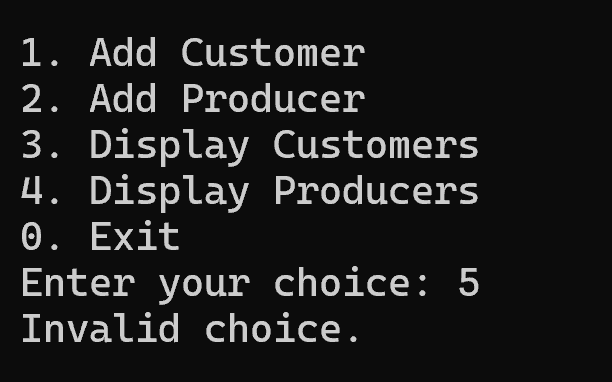 1. Add Customer
2. Add Producer
3. Display Customers
4. Display Producers
0. Exit
Enter your choice: 5
Invalid choice.